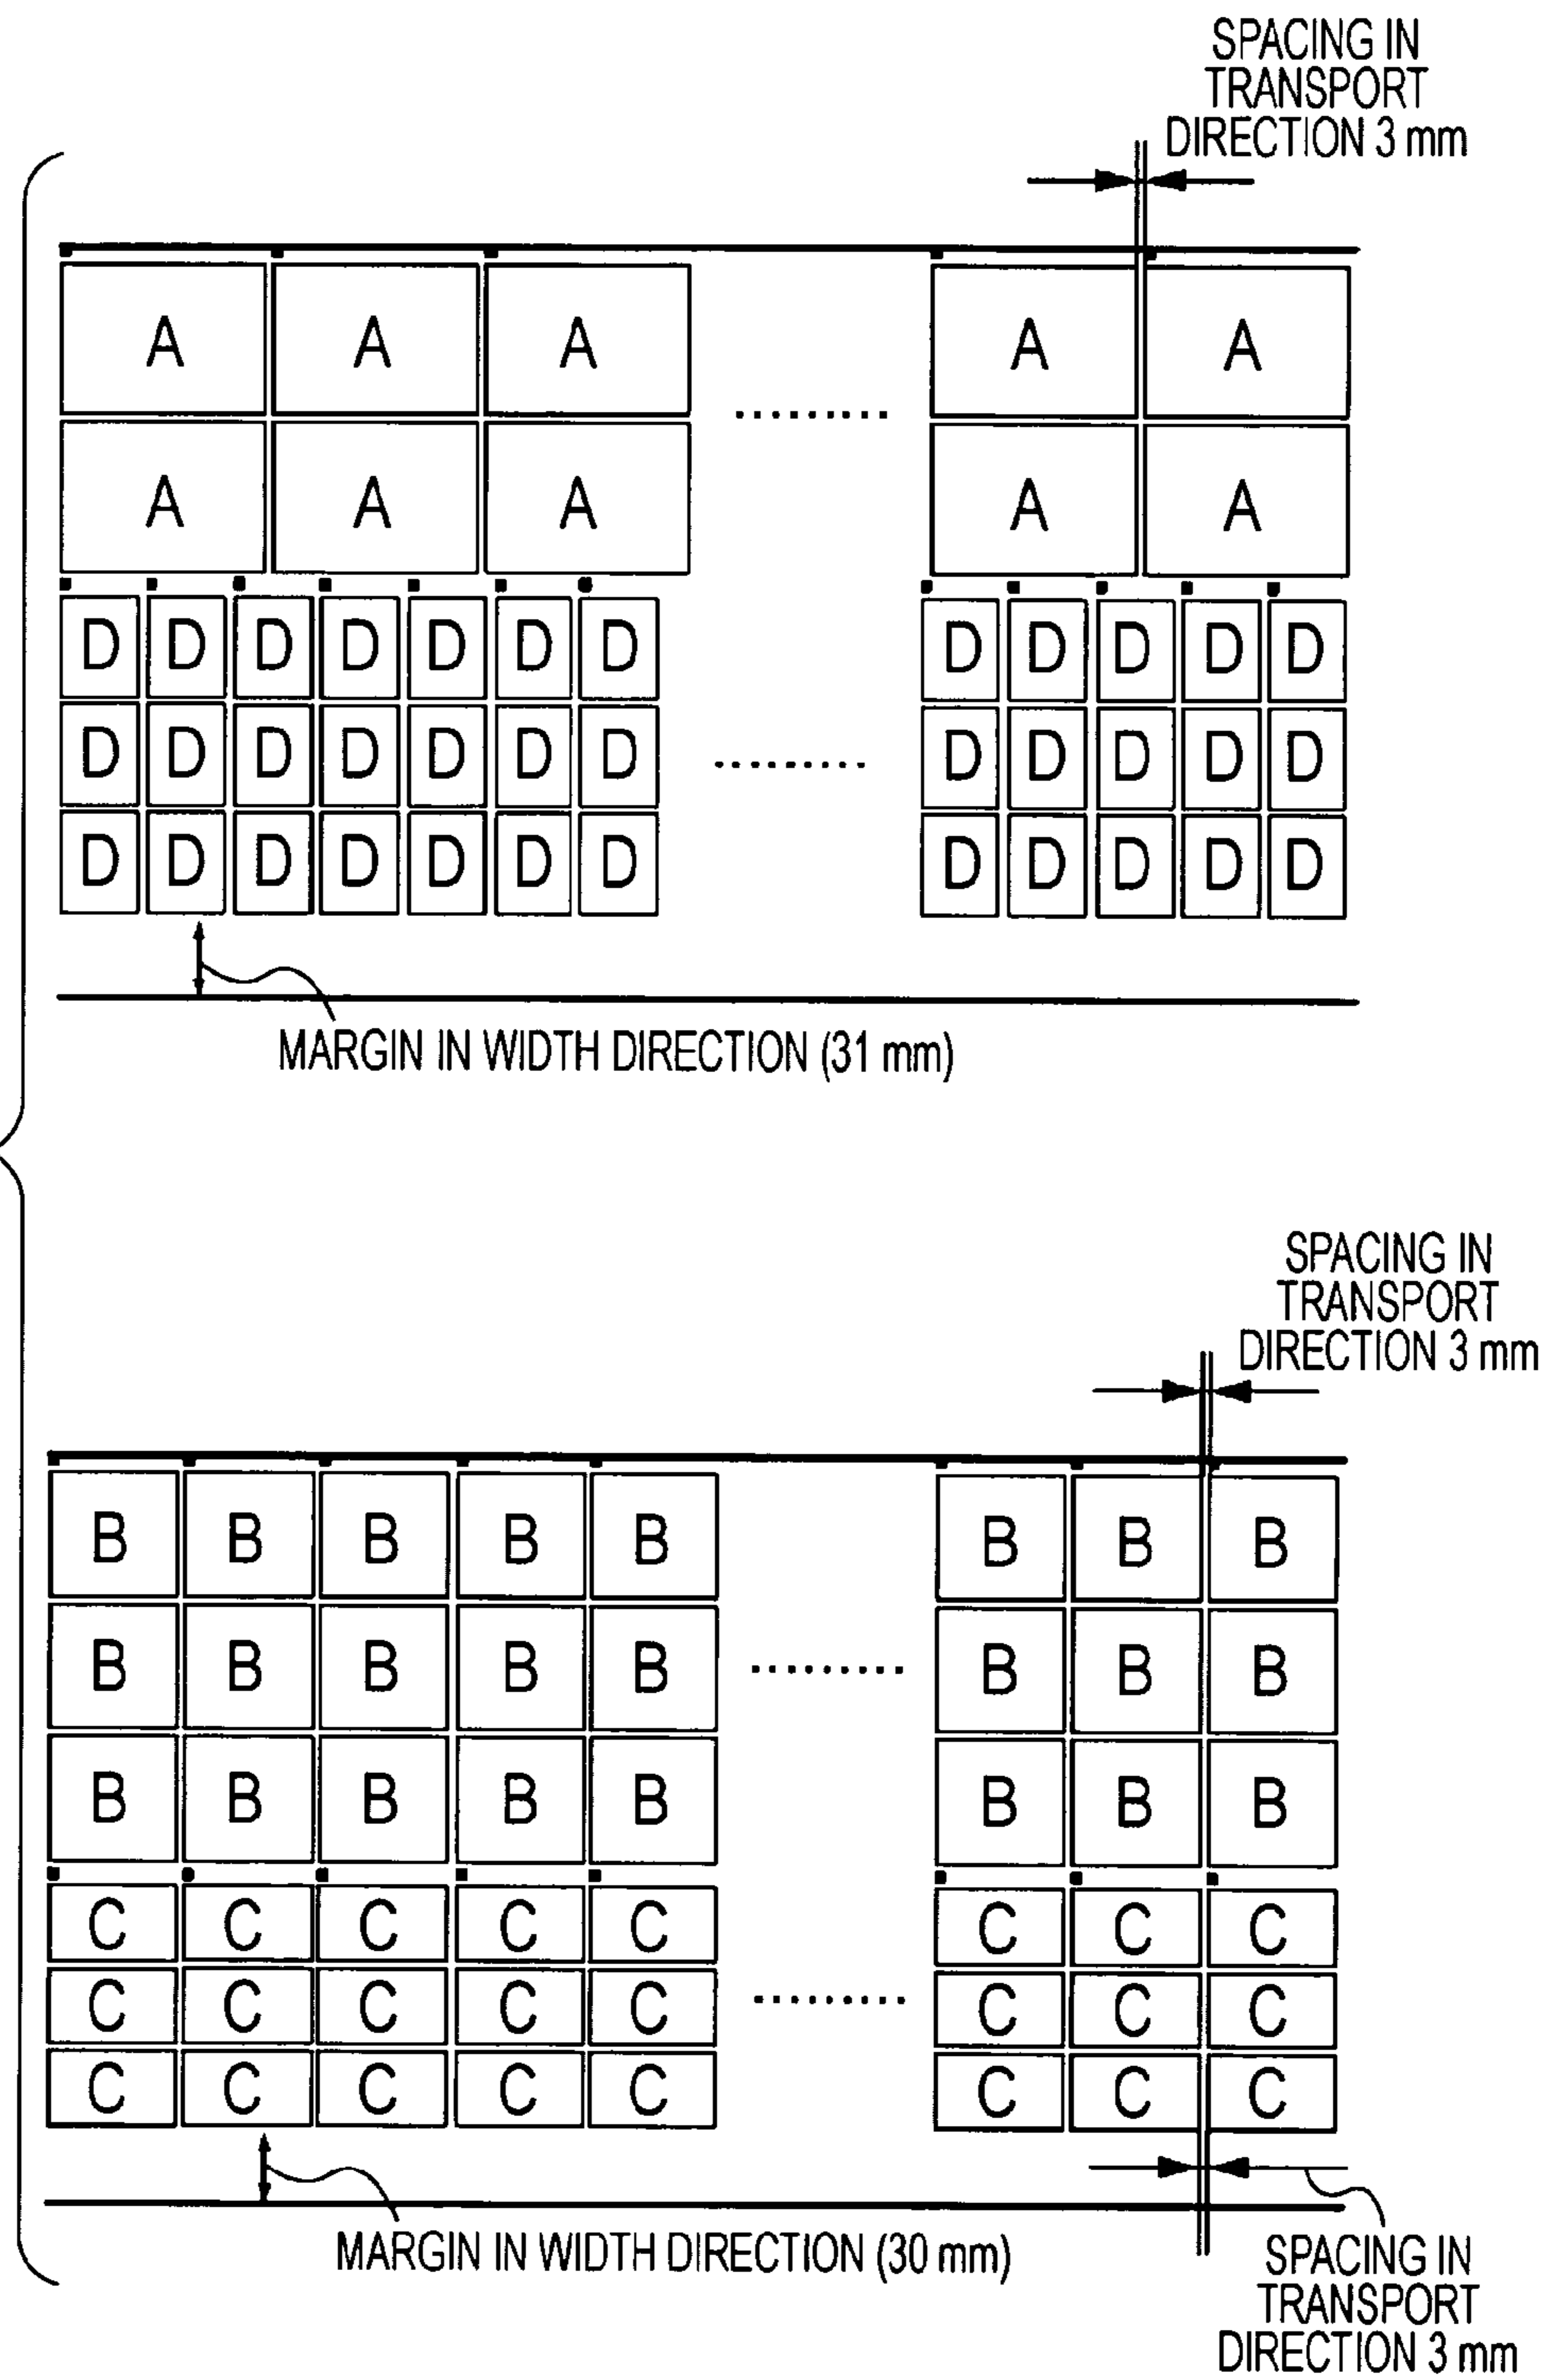 SPACING IN
TRANSPORT
DIRECTION 3 mm
A A A A A
A A A A A
D D D D D D D D D D D D
D D D D D D D D D D D D
D D D D D D D D D D D D
MARGIN IN WIDTH DIRECTION (31 mm)
SPACING IN
TRANSPORT
DIRECTION 3 mm
B B B B B B B B
B B B B B B B B
B B B B B B B B
C C C C C C C C
C C C C C C C C
C C C C C C C C
MARGIN IN WIDTH DIRECTION (30 mm)
SPACING IN
TRANSPORT
DIRECTION 3 mm